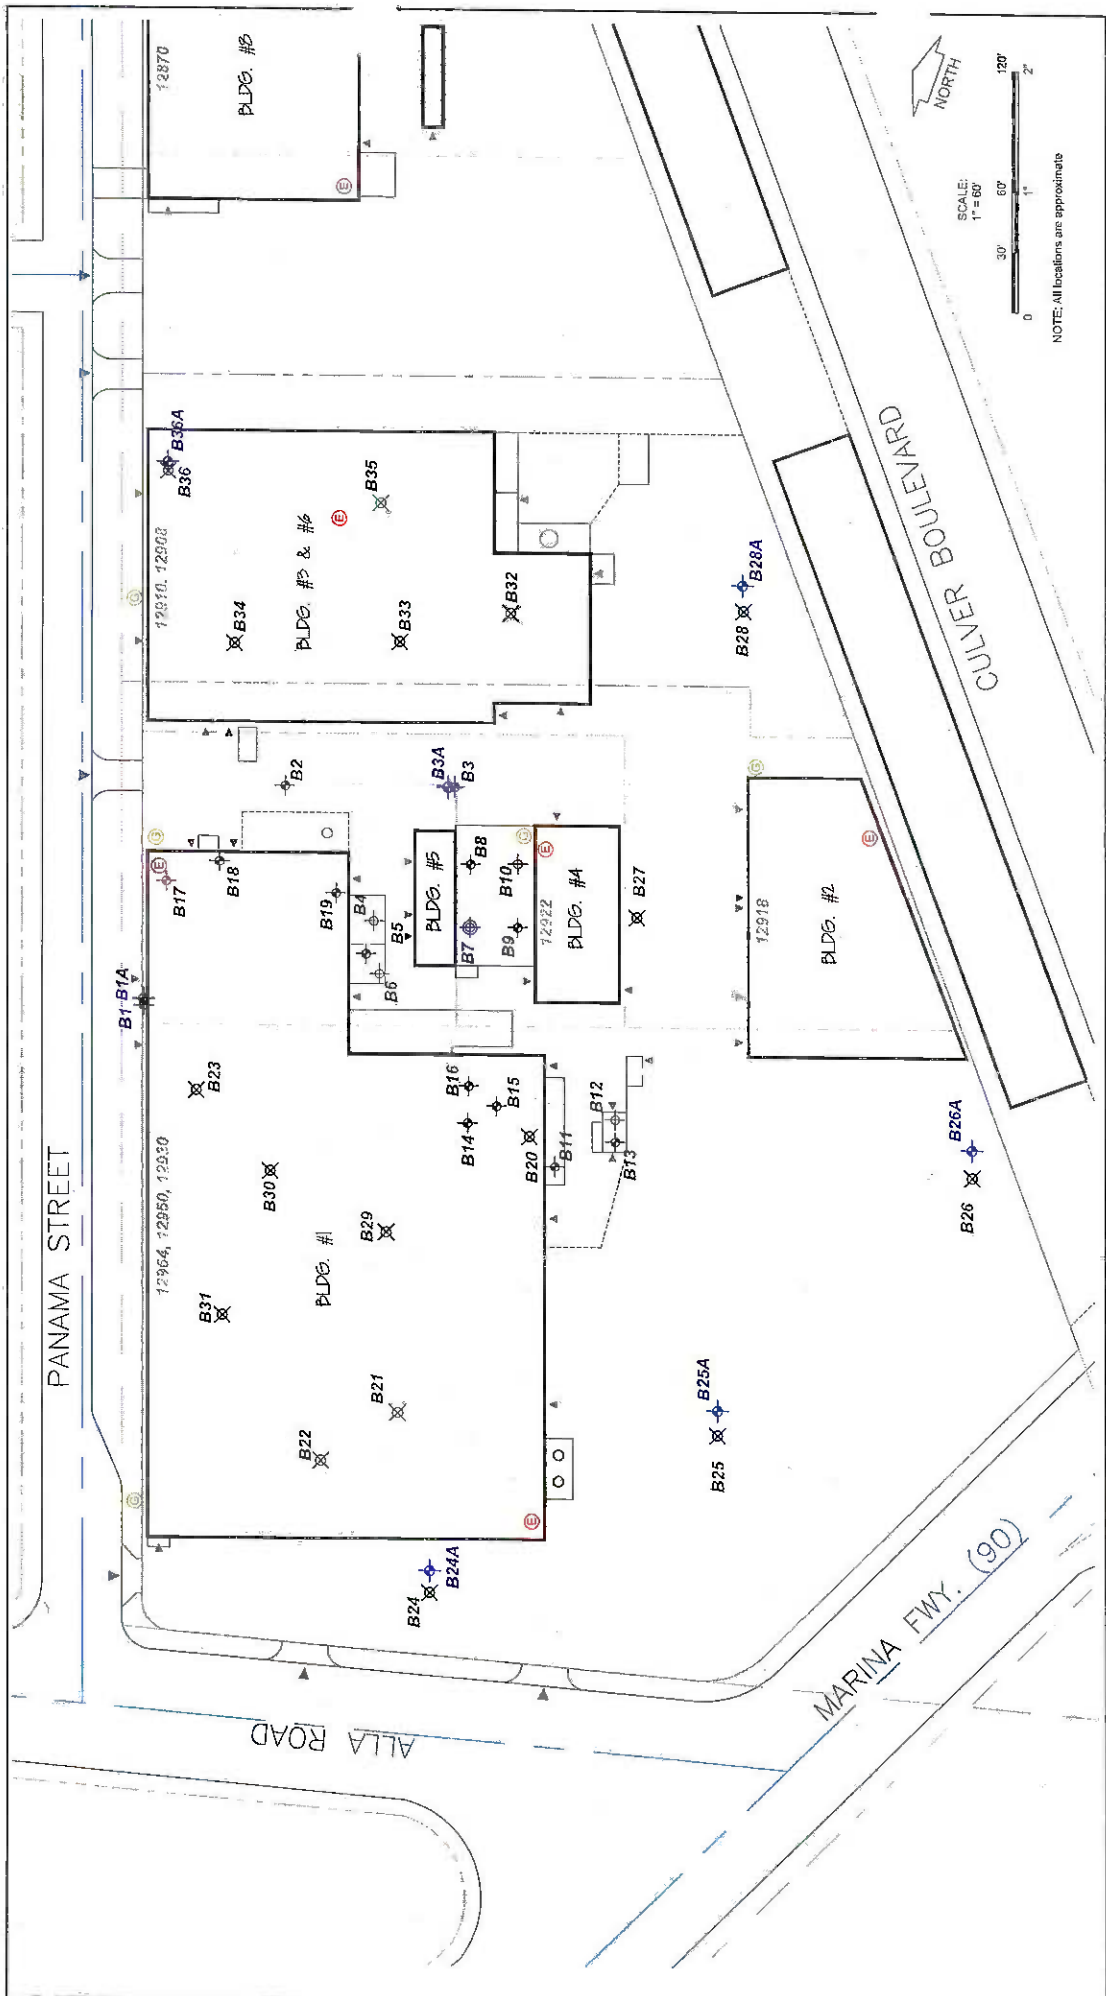 PANAMA STREET
ALLA ROAD
MARINA FWY. (90)
CULVER BOULEVARD
12964, 12950, 12930
BLDG. #1
12910, 12908
BLDG. #3 & #6
12870
BLDG. #8
BLDG. #5
12922
BLDG. #4
12918
BLDG. #2
B1
B1A
B2
B3A
B3
B4
B5
B6
B7
B8
B9
B10
B11
B12
B13
B14
B15
B16
B17
B18
B19
B20
B21
B22
B23
B24
B24A
B25
B25A
B26
B26A
B27
B28
B28A
B29
B30
B31
B32
B33
B34
B35
B36
B36A
G
G
G
G
G
E
E
E
E
E
E
NORTH
SCALE:
1" = 60'
0 30' 60' 120'
1" 2"
NOTE: All locations are approximate